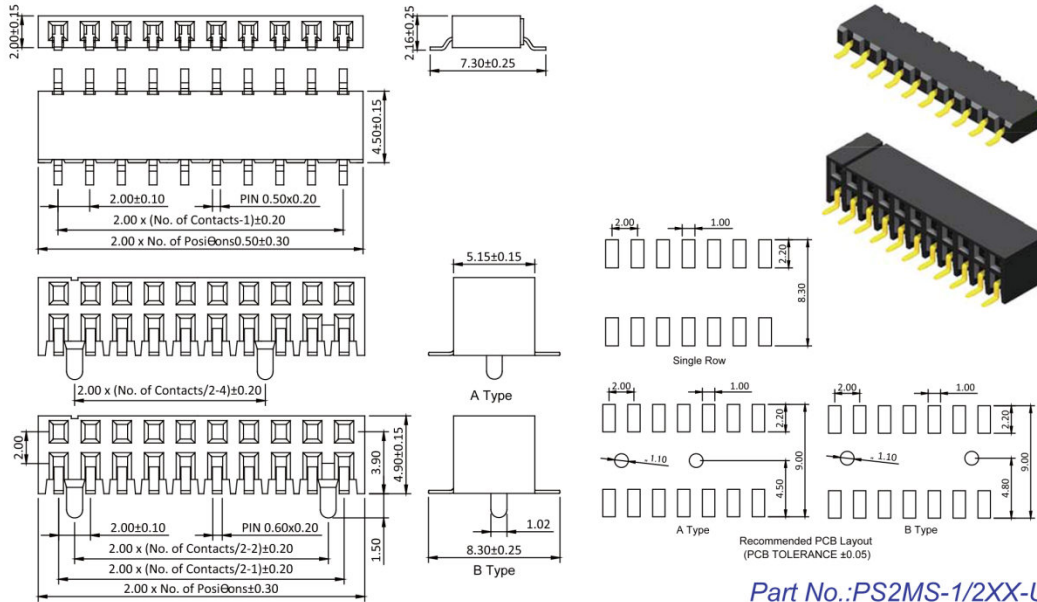 2.00±0.15
2.16±0.25
7.30±0.25
4.50±0.15
2.00±0.10
PIN 0.50x0.20
2.00 x (No. of Contacts-1)±0.20
2.00 x No. of PosiƟons0.50±0.30
2.00
1.00
2.20
8.30
Single Row
5.15±0.15
2.00 x (No. of Contacts/2-4)±0.20
A Type
2.00
3.90
4.90±0.15
2.00±0.10
PIN 0.60x0.20
1.50
2.00 x (No. of Contacts/2-2)±0.20
2.00 x (No. of Contacts/2-1)±0.20
2.00 x No. of PosiƟons±0.30
1.02
8.30±0.25
B Type
2.00
1.00
2.20
1.10
4.50
9.00
A Type
2.00
1.00
2.20
1.10
4.80
9.00
B Type
Recommended PCB Layout
(PCB TOLERANCE ±0.05)
Part No.:PS2MS-1/2XX-U